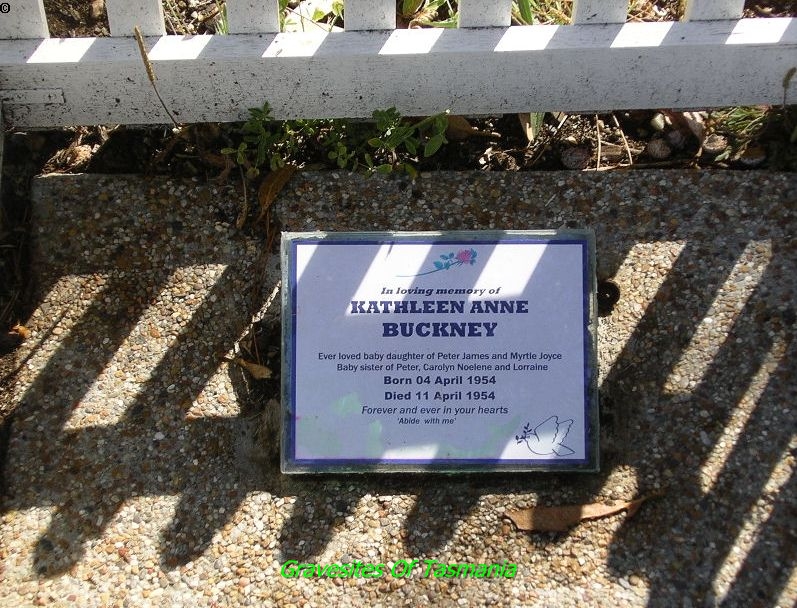 ©
In loving memory of
KATHLEEN ANNE
BUCKNEY
Ever loved baby daughter of Peter James and Myrtle Joyce
Baby sister of Peter, Carolyn Noelene and Lorraine
Born 04 April 1954
Died 11 April 1954
Forever and ever in your hearts
'Abide with me'
Gravesites Of Tasmania